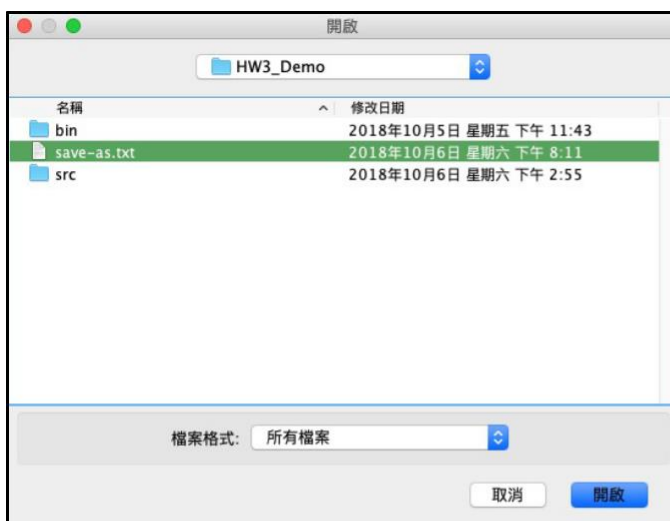 開啟
HW3_Demo
名稱 修改日期
bin 2018年10月5日 星期五 下午 11:43
save-as.txt 2018年10月6日 星期六 下午 8:11
src 2018年10月6日 星期六 下午 2:55
檔案格式: 所有檔案
取消 開啟